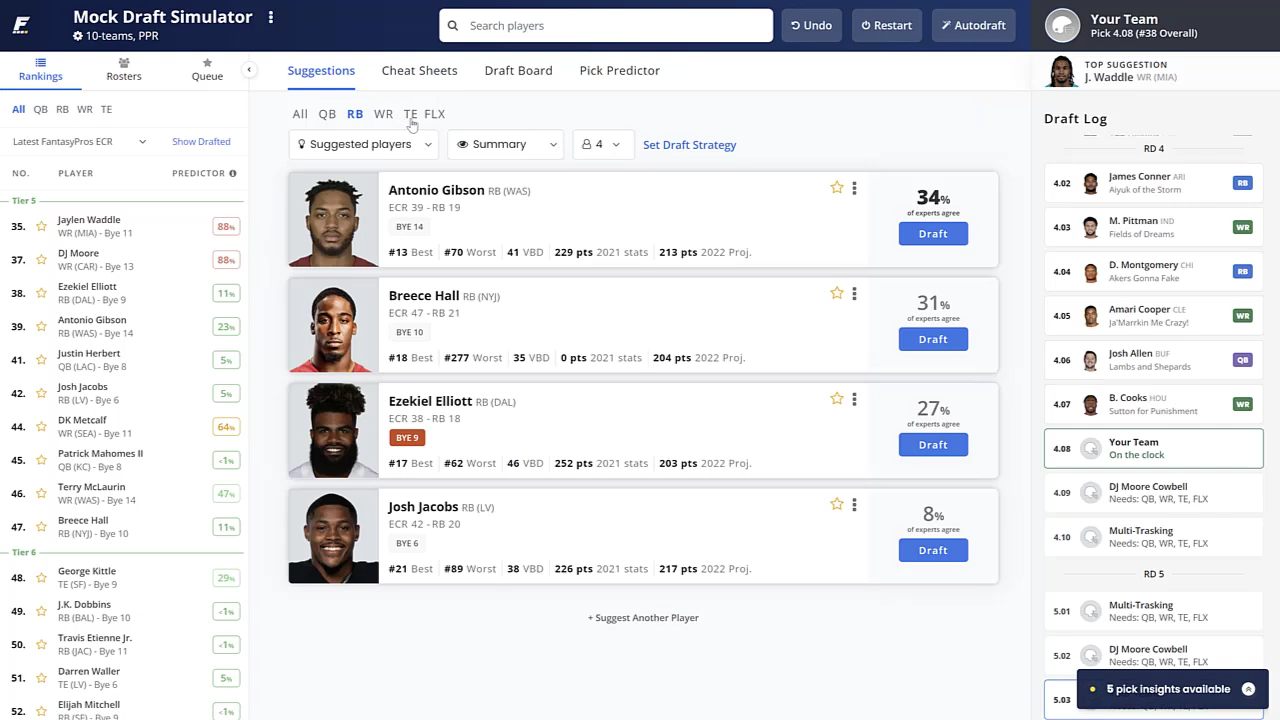 Mock Draft Simulator
10-teams, PPR
Search players
Undo
Restart
Autodraft
Your Team
Pick 4.08 (#38 Overall)
Rankings
Rosters
Queue
All QB RB WR TE
Latest FantasyPros ECR
Show Drafted
NO. PLAYER PREDICTOR
Tier 5
35. Jaylen Waddle 88%
WR (MIA) - Bye 11
37. DJ Moore 88%
WR (CAR) - Bye 13
38. Ezekiel Elliott 11%
RB (DAL) - Bye 9
39. Antonio Gibson 23%
RB (WAS) - Bye 14
41. Justin Herbert 5%
QB (LAC) - Bye 8
42. Josh Jacobs 5%
RB (LV) - Bye 6
44. DK Metcalf 64%
WR (SEA) - Bye 11
45. Patrick Mahomes II <1%
QB (KC) - Bye 8
46. Terry McLaurin 47%
WR (WAS) - Bye 14
47. Breece Hall 11%
RB (NYJ) - Bye 10
Tier 6
48. George Kittle 29%
TE (SF) - Bye 9
49. J.K. Dobbins <1%
RB (BAL) - Bye 10
50. Travis Etienne Jr. <1%
RB (JAC) - Bye 11
51. Darren Waller 5%
TE (LV) - Bye 6
52. Elijah Mitchell <1%
RB (SF) - Bye 9
Suggestions
Cheat Sheets
Draft Board
Pick Predictor
All QB RB WR TE FLX
Suggested players
Summary
4
Set Draft Strategy
Antonio Gibson RB (WAS)
ECR 39 - RB 19
BYE 14
#13 Best #70 Worst 41 VBD 229 pts 2021 stats 213 pts 2022 Proj.
34%
of experts agree
Draft
Breece Hall RB (NYJ)
ECR 47 - RB 21
BYE 10
#18 Best #277 Worst 35 VBD 0 pts 2021 stats 204 pts 2022 Proj.
31%
of experts agree
Draft
Ezekiel Elliott RB (DAL)
ECR 38 - RB 18
BYE 9
#17 Best #62 Worst 46 VBD 252 pts 2021 stats 203 pts 2022 Proj.
27%
of experts agree
Draft
Josh Jacobs RB (LV)
ECR 42 - RB 20
BYE 6
#21 Best #89 Worst 38 VBD 226 pts 2021 stats 217 pts 2022 Proj.
8%
of experts agree
Draft
+ Suggest Another Player
TOP SUGGESTION
J. Waddle WR (MIA)
Draft Log
RD 4
4.02 James Conner ARI RB
Aiyuk of the Storm
4.03 M. Pittman IND WR
Fields of Dreams
4.04 D. Montgomery CHI RB
Akers Gonna Fake
4.05 Amari Cooper CLE WR
Ja'Marrkin Me Crazy!
4.06 Josh Allen BUF QB
Lambs and Shepards
4.07 B. Cooks HOU WR
Sutton for Punishment
4.08 Your Team
On the clock
4.09 DJ Moore Cowbell
Needs: QB, WR, TE, FLX
4.10 Multi-Trasking
Needs: QB, WR, TE, FLX
RD 5
5.01 Multi-Trasking
Needs: QB, WR, TE, FLX
5.02 DJ Moore Cowbell
Needs: QB, WR, TE, FLX
5.03
5 pick insights available